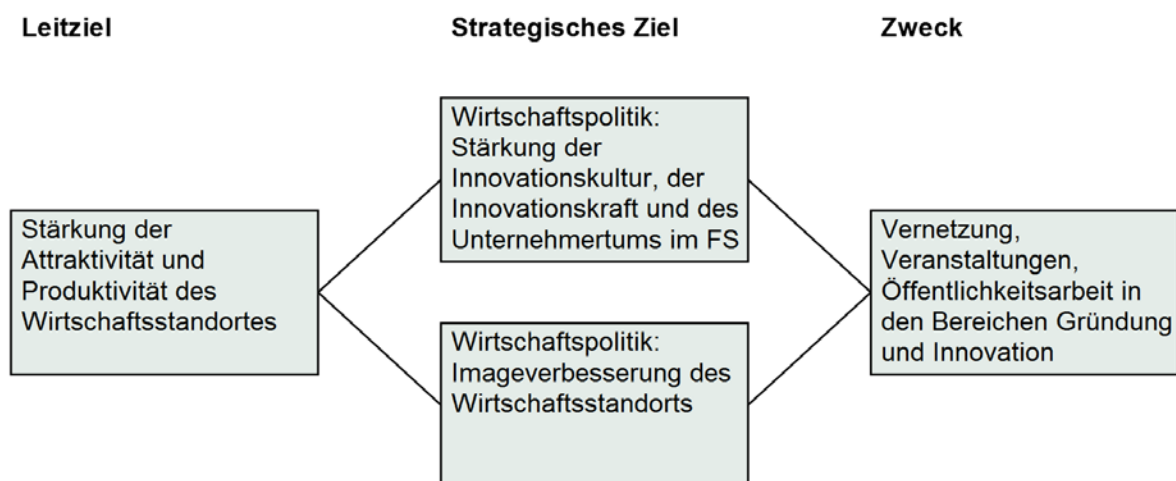 Leitziel
Strategisches Ziel
Zweck
Stärkung der
Attraktivität und
Produktivität des
Wirtschaftsstandortes
Wirtschaftspolitik:
Stärkung der
Innovationskultur, der
Innovationskraft und des
Unternehmertums im FS
Wirtschaftspolitik:
Imageverbesserung des
Wirtschaftsstandorts
Vernetzung,
Veranstaltungen,
Öffentlichkeitsarbeit in
den Bereichen Gründung
und Innovation